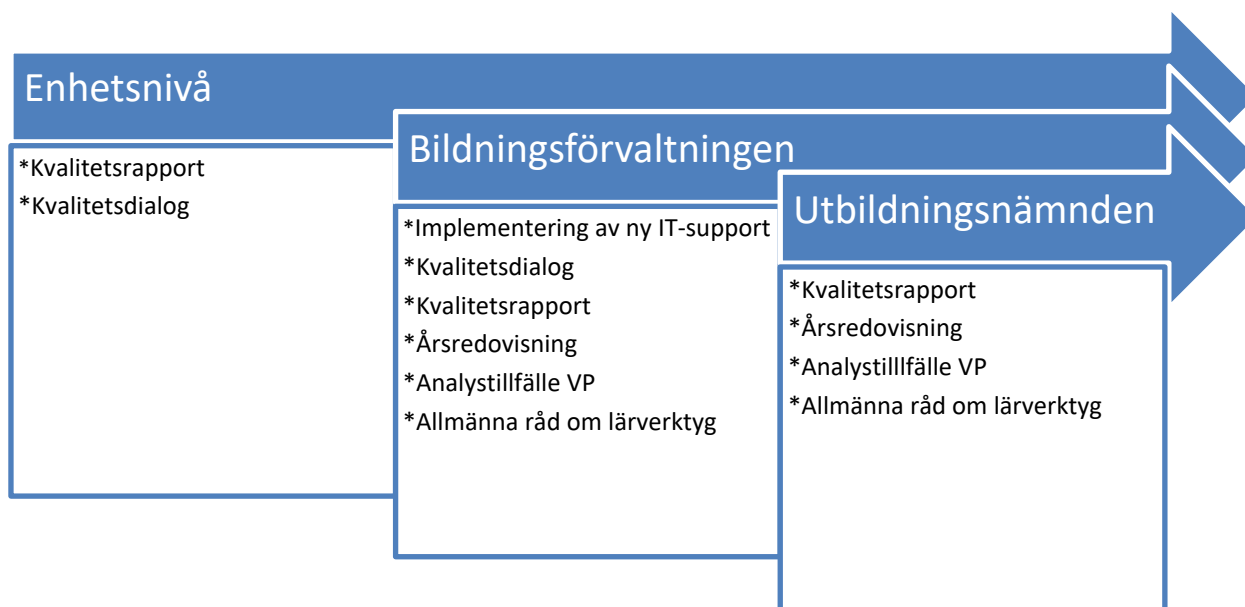 Enhetsnivå
*Kvalitetsrapport
*Kvalitetsdialog
Bildningsförvaltningen
*Implementering av ny IT-support
*Kvalitetsdialog
*Kvalitetsrapport
*Årsredovisning
*Analystillfälle VP
*Allmänna råd om lärverktyg
Utbildningsnämnden
*Kvalitetsrapport
*Årsredovisning
*Analystilllfälle VP
*Allmänna råd om lärverktyg